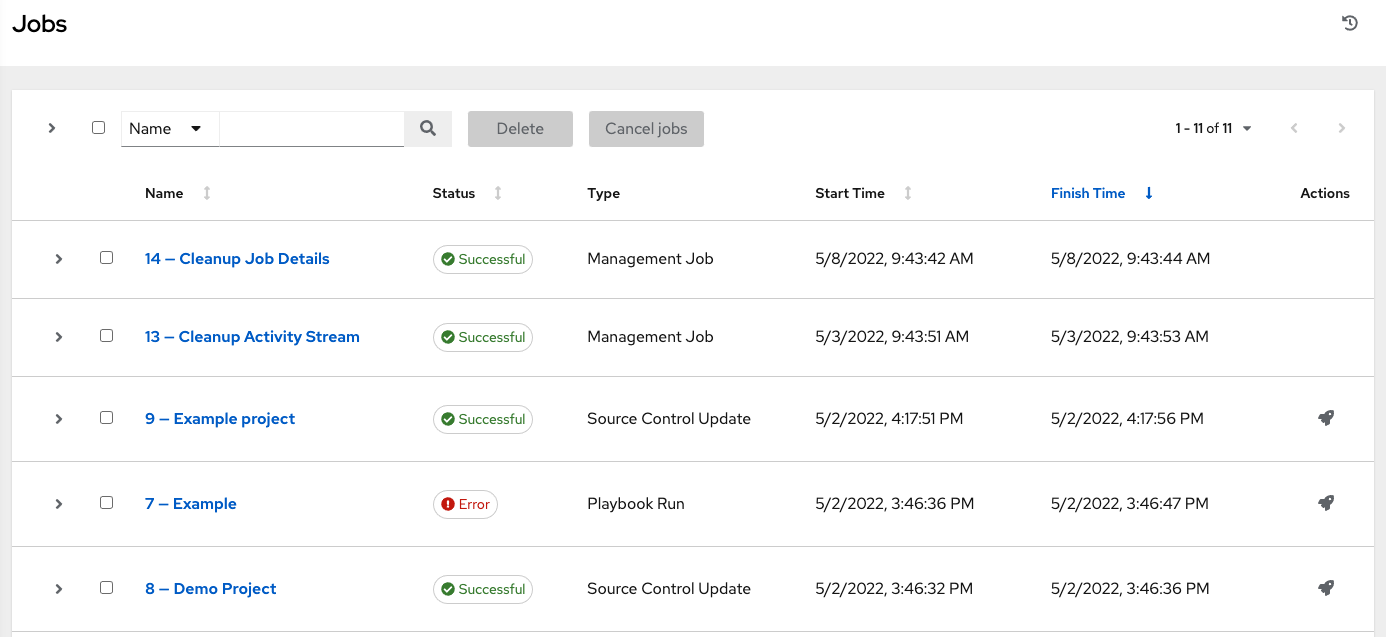 Jobs
Name Delete Cancel jobs 1 - 11 of 11
Name Status Type Start Time Finish Time Actions
14 — Cleanup Job Details Successful Management Job 5/8/2022, 9:43:42 AM 5/8/2022, 9:43:44 AM
13 — Cleanup Activity Stream Successful Management Job 5/3/2022, 9:43:51 AM 5/3/2022, 9:43:53 AM
9 — Example project Successful Source Control Update 5/2/2022, 4:17:51 PM 5/2/2022, 4:17:56 PM
7 — Example Error Playbook Run 5/2/2022, 3:46:36 PM 5/2/2022, 3:46:47 PM
8 — Demo Project Successful Source Control Update 5/2/2022, 3:46:32 PM 5/2/2022, 3:46:36 PM